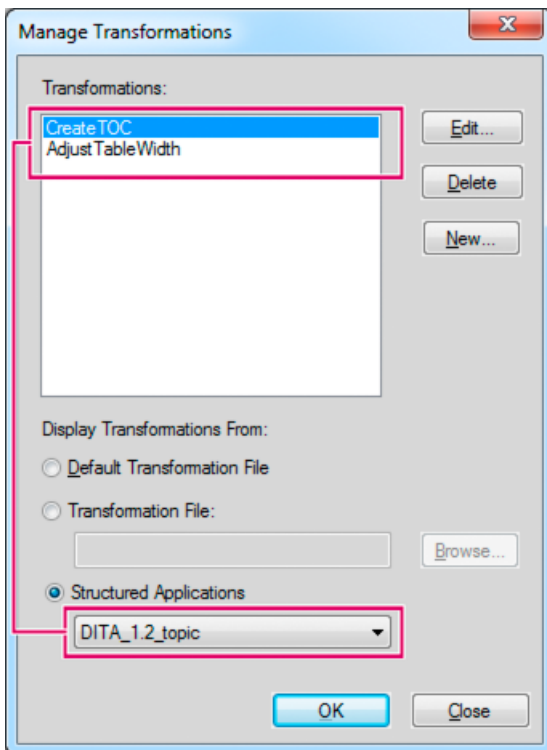 Manage Transformations
Transformations:
CreateTOC
AdjustTableWidth
Edit...
Delete
New...
Display Transformations From:
Default Transformation File
Transformation File:
Browse...
Structured Applications
DITA_1.2_topic
OK
Close